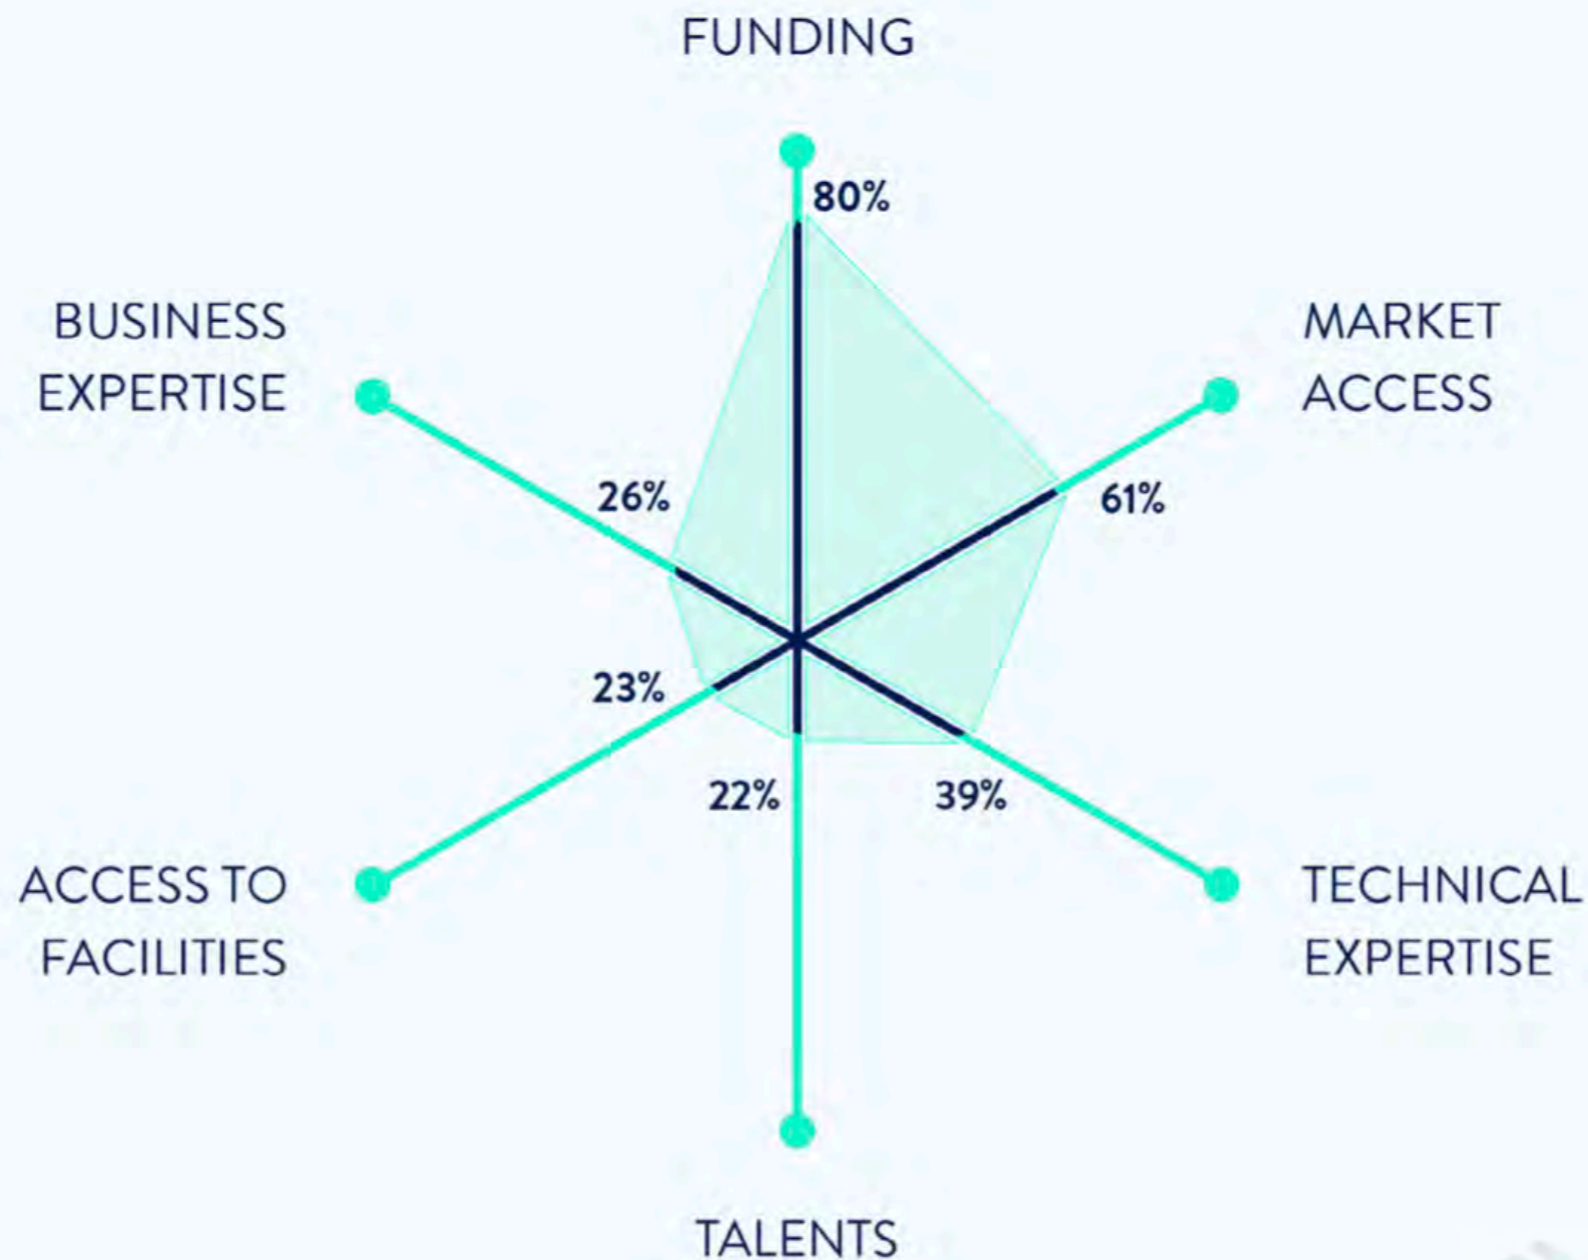 FUNDING
80%
BUSINESS
EXPERTISE
MARKET
ACCESS
26%
61%
23%
22%
39%
ACCESS TO
FACILITIES
TECHNICAL
EXPERTISE
TALENTS